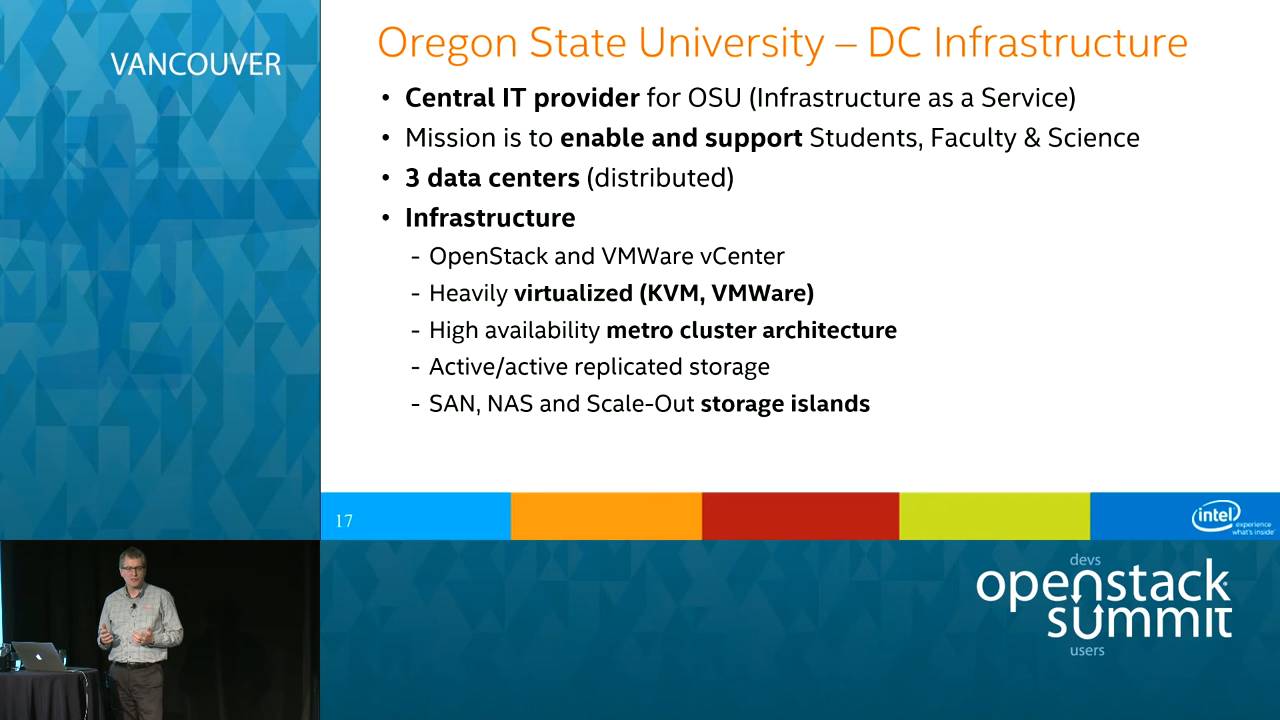 VANCOUVER
Oregon State University – DC Infrastructure
• Central IT provider for OSU (Infrastructure as a Service)
• Mission is to enable and support Students, Faculty & Science
• 3 data centers (distributed)
• Infrastructure
- OpenStack and VMWare vCenter
- Heavily virtualized (KVM, VMWare)
- High availability metro cluster architecture
- Active/active replicated storage
- SAN, NAS and Scale-Out storage islands
17
intel
experience
what's inside™
devs
openstack
summit
users